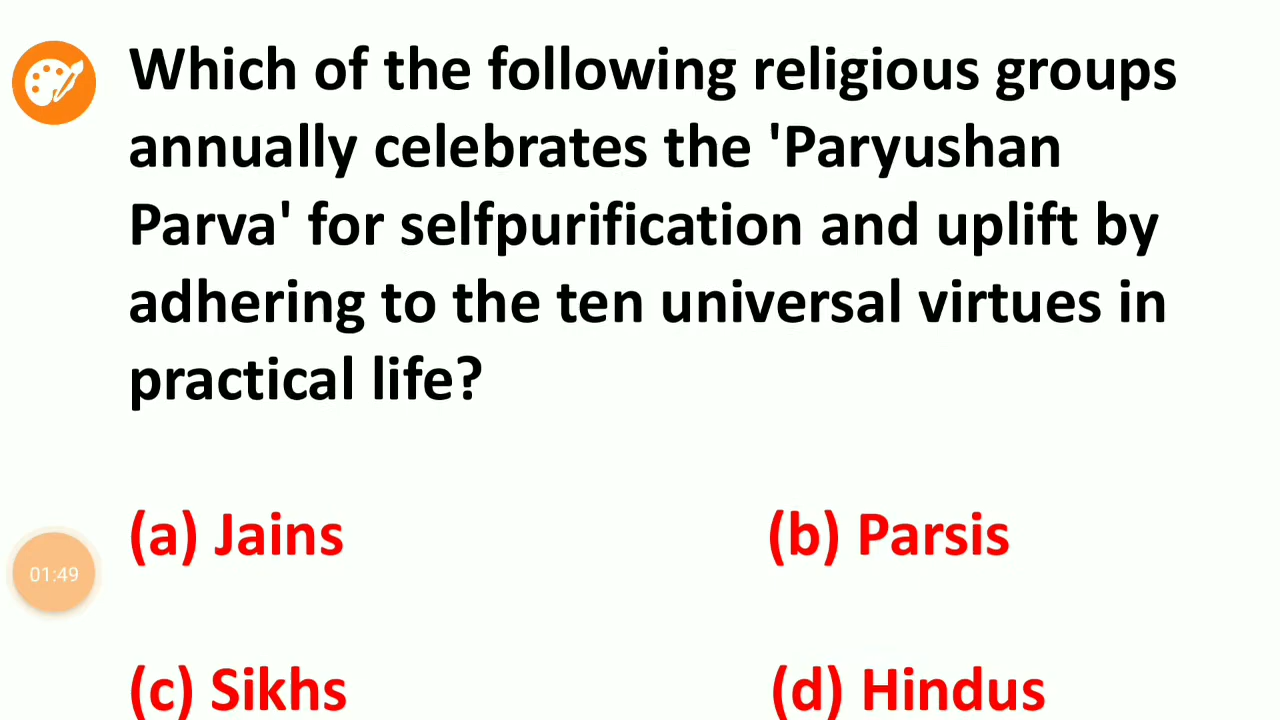 Which of the following religious groups
annually celebrates the 'Paryushan
Parva' for selfpurification and uplift by
adhering to the ten universal virtues in
practical life?
(a) Jains (b) Parsis
01:49
(c) Sikhs (d) Hindus